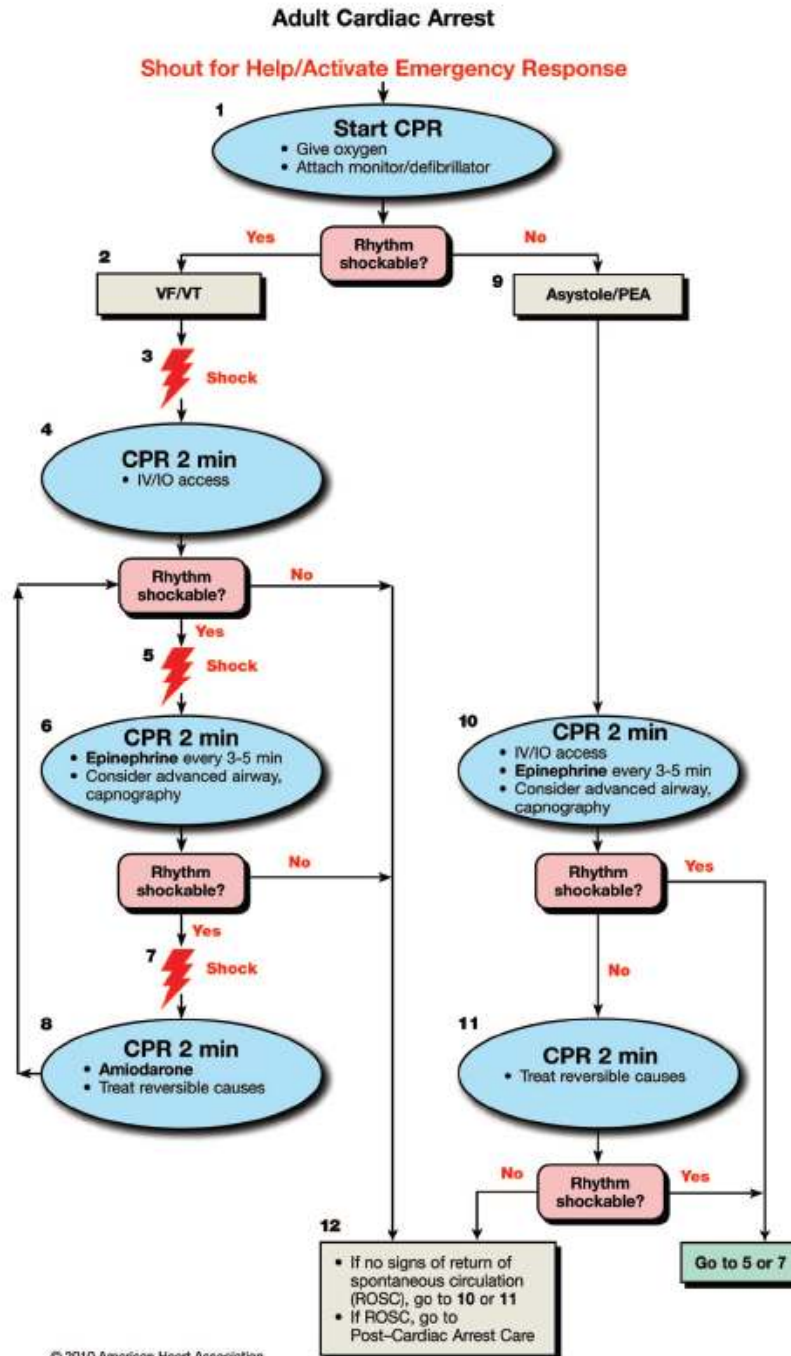 Adult Cardiac Arrest
Shout for Help/Activate Emergency Response
1
Start CPR
• Give oxygen
• Attach monitor/defibrillator
Rhythm
shockable?
Yes
No
2
VF/VT
9
Asystole/PEA
3
Shock
4
CPR 2 min
• IV/IO access
Rhythm
shockable?
No
Yes
5
Shock
6
CPR 2 min
• Epinephrine every 3-5 min
• Consider advanced airway,
capnography
10
CPR 2 min
• IV/IO access
• Epinephrine every 3-5 min
• Consider advanced airway,
capnography
Rhythm
shockable?
No
Yes
Rhythm
shockable?
Yes
No
7
Shock
8
CPR 2 min
• Amiodarone
• Treat reversible causes
11
CPR 2 min
• Treat reversible causes
Rhythm
shockable?
No
Yes
12
• If no signs of return of
spontaneous circulation
(ROSC), go to 10 or 11
• If ROSC, go to
Post–Cardiac Arrest Care
Go to 5 or 7
© 2010 American Heart Association